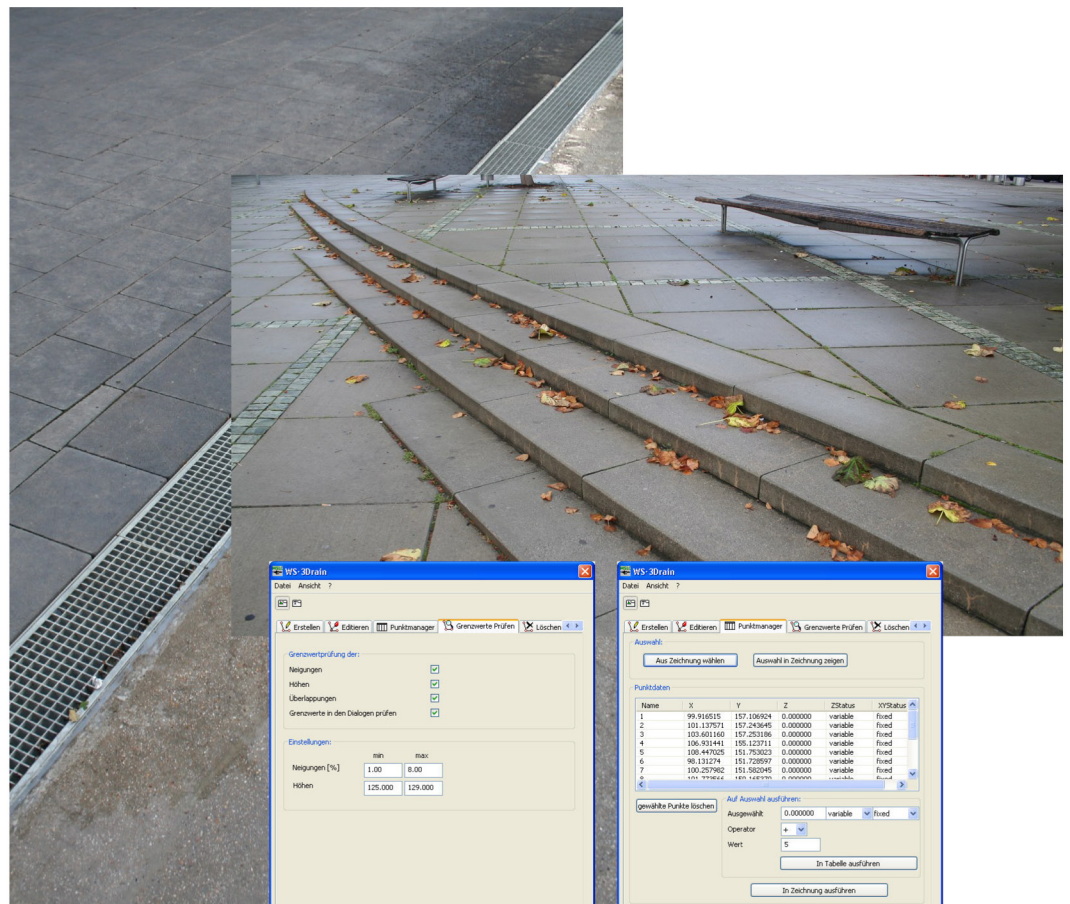 WS-3Drain
Datei Ansicht ?
Erstellen Editieren Punktmanager Grenzwerte Prüfen Löschen
Grenzwertprüfung der:
Neigungen
Höhen
Überlappungen
Grenzwerte in den Dialogen prüfen
Einstellungen:
min max
Neigungen [%] 1.00 8.00
Höhen 125.000 129.000
WS-3Drain
Datei Ansicht ?
Erstellen Editieren Punktmanager Grenzwerte Prüfen Löschen
Auswahl:
Aus Zeichnung wählen Auswahl in Zeichnung zeigen
Punktdaten
Name X Y Z ZStatus XYStatus
1 99.916515 157.106924 0.000000 variable fixed
2 101.137571 157.243645 0.000000 variable fixed
3 103.601160 157.253186 0.000000 variable fixed
4 106.931441 155.123711 0.000000 variable fixed
5 108.447025 151.753023 0.000000 variable fixed
6 98.131274 151.728597 0.000000 variable fixed
7 100.257982 151.582045 0.000000 variable fixed
gewählte Punkte löschen
Auf Auswahl ausführen:
Ausgewählt 0.000000 variable fixed
Operator +
Wert 5
In Tabelle ausführen
In Zeichnung ausführen